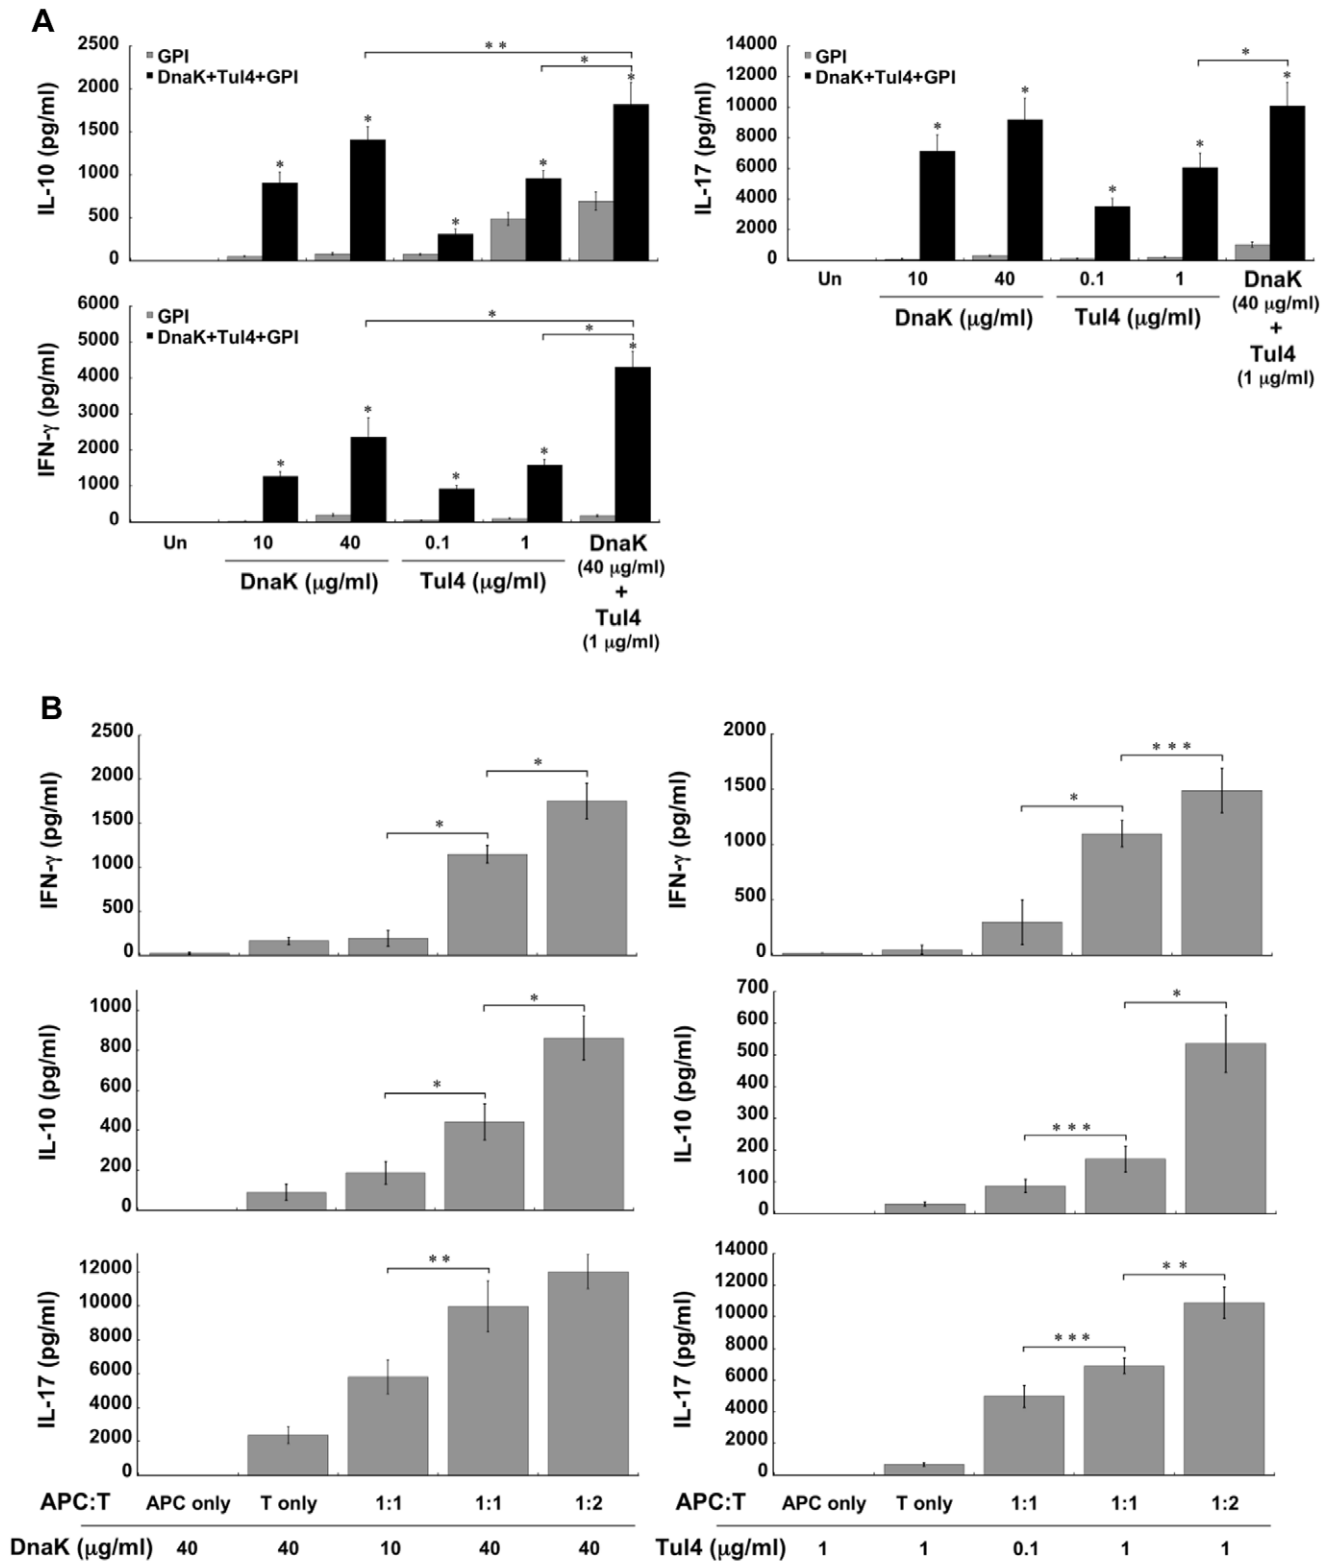 A
IL-10 (pg/ml)
2500
2000
1500
1000
500
0
GPI
DnaK+Tul4+GPI
* *
*
*
*
*
*
*
IL-17 (pg/ml)
14000
12000
10000
8000
6000
4000
2000
0
GPI
DnaK+Tul4+GPI
*
*
*
*
*
*
Un
10
40
0.1
1
DnaK
(40 μg/ml)
+
Tul4
(1 μg/ml)
DnaK (μg/ml)
Tul4 (μg/ml)
IFN-γ (pg/ml)
6000
5000
4000
3000
2000
1000
0
GPI
DnaK+Tul4+GPI
*
*
*
*
*
*
*
Un
10
40
0.1
1
DnaK
(40 μg/ml)
+
Tul4
(1 μg/ml)
DnaK (μg/ml)
Tul4 (μg/ml)
B
IFN-γ (pg/ml)
2500
2000
1500
1000
500
0
*
*
IFN-γ (pg/ml)
2000
1500
1000
500
0
*
* * *
IL-10 (pg/ml)
1000
800
600
400
200
0
*
*
IL-10 (pg/ml)
700
600
500
400
300
200
100
0
* * *
*
IL-17 (pg/ml)
12000
10000
8000
6000
4000
2000
0
* *
IL-17 (pg/ml)
14000
12000
10000
8000
6000
4000
2000
0
* * *
* *
APC:T APC only T only 1:1 1:1 1:2
DnaK (μg/ml) 40 40 10 40 40
APC:T APC only T only 1:1 1:1 1:2
Tul4 (μg/ml) 1 1 0.1 1 1